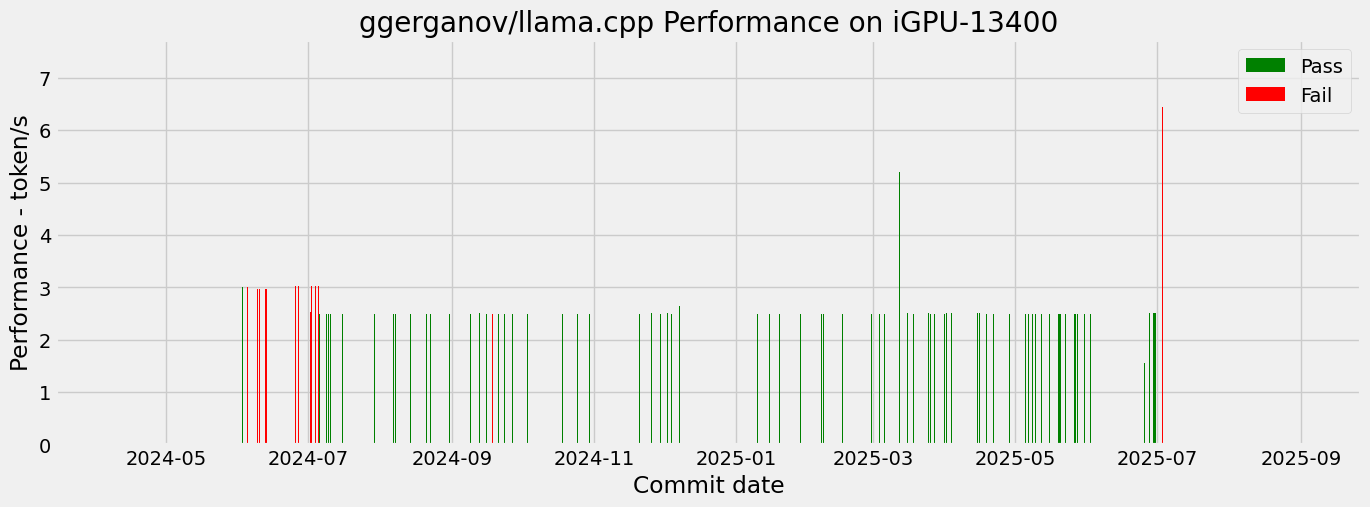 ggerganov/llama.cpp Performance on iGPU-13400
Performance - token/s
7
6
5
4
3
2
1
0
Pass
Fail
2024-05 2024-07 2024-09 2024-11 2025-01 2025-03 2025-05 2025-07 2025-09
Commit date